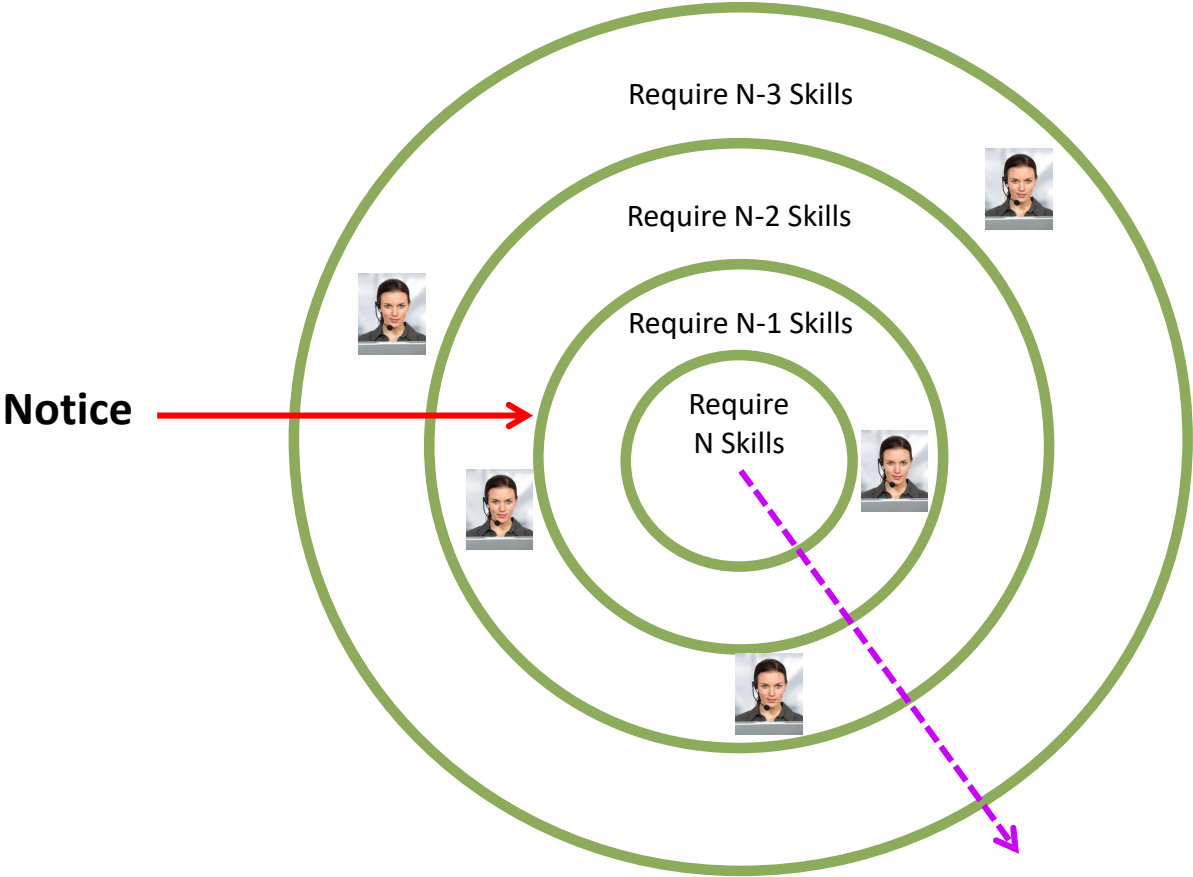 Require N-3 Skills
Require N-2 Skills
Require N-1 Skills
Notice
Require
N Skills